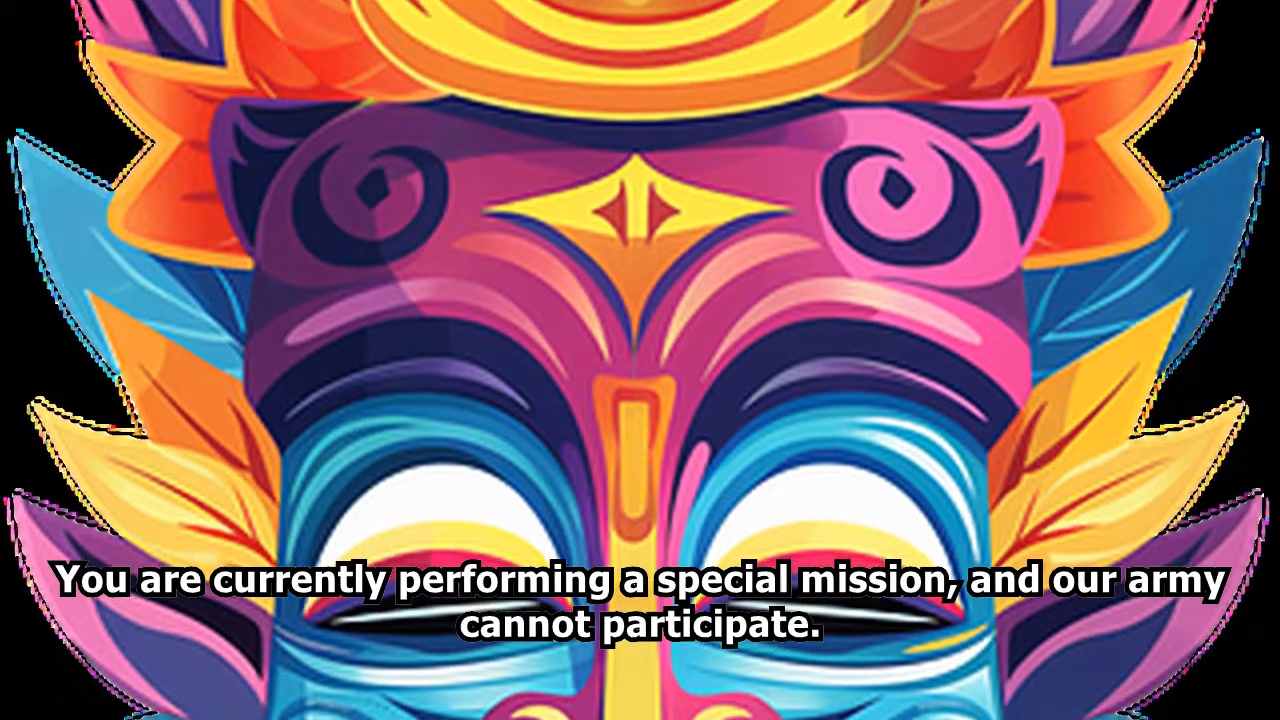 You are currently performing a special mission, and our army
cannot participate.